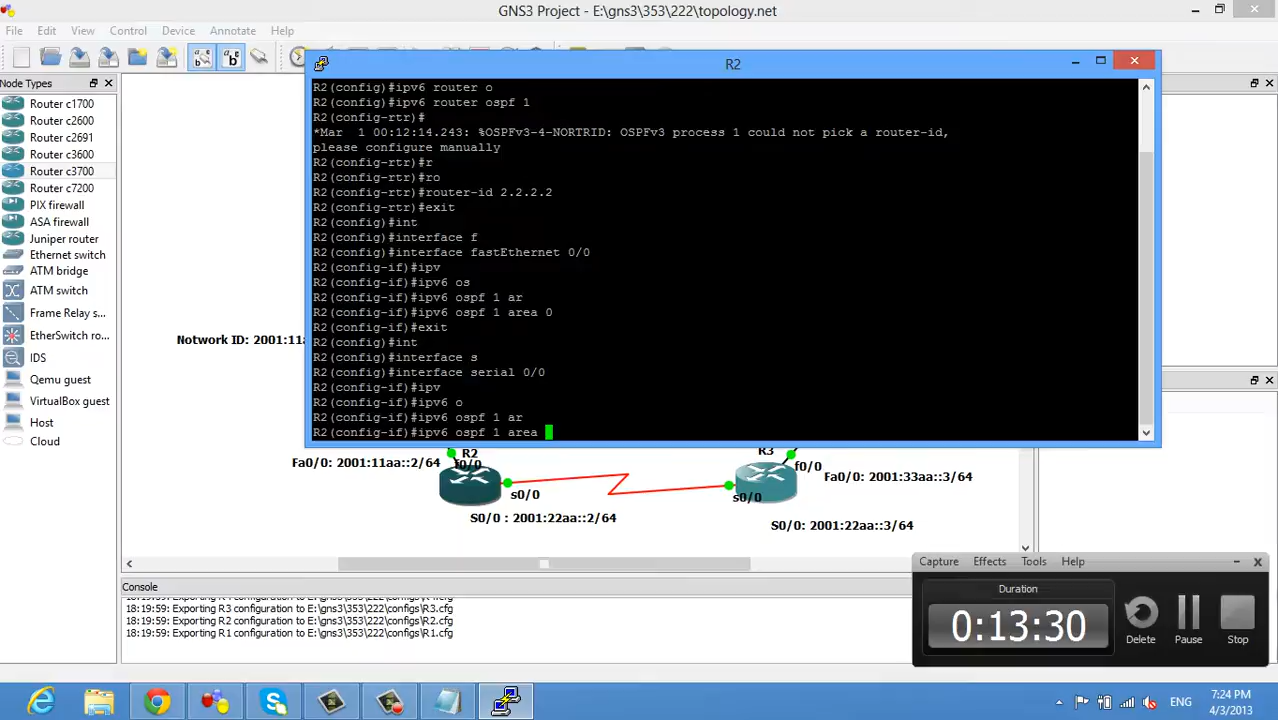 GNS3 Project - E:\gns3\353\222\topology.net
File Edit View Control Device Annotate Help
R2
Node Types
Router c1700
Router c2600
Router c2691
Router c3600
Router c3700
Router c7200
PIX firewall
ASA firewall
Juniper router
Ethernet switch
ATM bridge
ATM switch
Frame Relay s...
EtherSwitch ro...
IDS
Qemu guest
VirtualBox guest
Host
Cloud
R2(config)#ipv6 router o
R2(config)#ipv6 router ospf 1
R2(config)#
*Mar  1 00:12:14.243: %OSPFv3-4-NORTRID: OSPFv3 process 1 could not pick a router-id,
please configure manually
R2(config-rtr)#r
R2(config-rtr)#ro
R2(config-rtr)#router-id 2.2.2.2
R2(config-rtr)#exit
R2(config)#int
R2(config)#interface f
R2(config)#interface fastEthernet 0/0
R2(config-if)#ipv
R2(config-if)#ipv6 os
R2(config-if)#ipv6 ospf 1 ar
R2(config-if)#ipv6 ospf 1 area 0
R2(config-if)#exit
R2(config)#int
R2(config)#interface s
R2(config)#interface serial 0/0
R2(config-if)#ipv
R2(config-if)#ipv6 o
R2(config-if)#ipv6 ospf 1 ar
R2(config-if)#ipv6 ospf 1 area
Notwork ID: 2001:11a
R2
R3
Fa0/0: 2001:11aa::2/64
f0/0
f0/0
Fa0/0: 2001:33aa::3/64
s0/0
s0/0
S0/0 : 2001:22aa::2/64
S0/0: 2001:22aa::3/64
Console
18:19:59: Exporting R3 configuration to E:\gns3\353\222\configs\R3.cfg
18:19:59: Exporting R2 configuration to E:\gns3\353\222\configs\R2.cfg
18:19:59: Exporting R1 configuration to E:\gns3\353\222\configs\R1.cfg
Capture Effects Tools Help
Duration
0:13:30
Delete
Pause
Stop
ENG
7:24 PM
4/3/2013